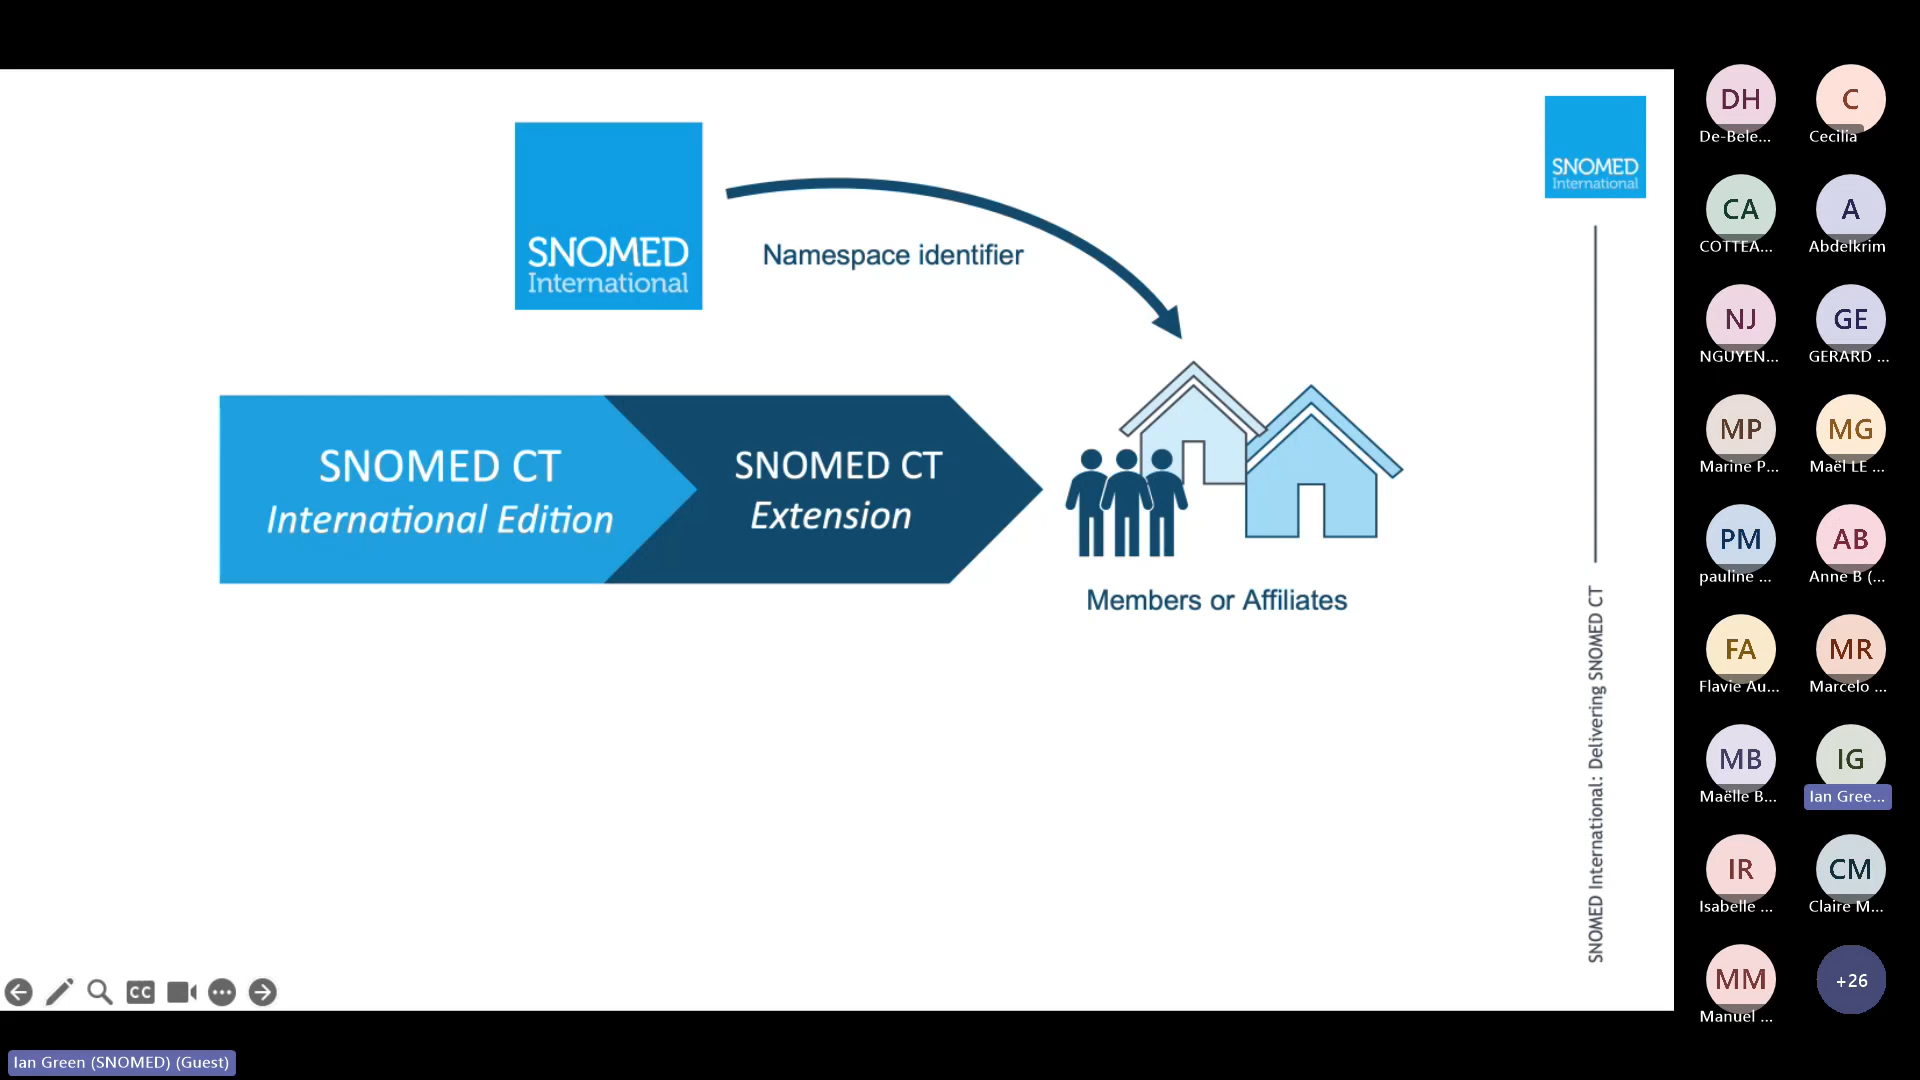 SNOMED
International
Namespace identifier
SNOMED CT
International Edition
SNOMED CT
Extension
Members or Affiliates
SNOMED
International
SNOMED International: Delivering SNOMED CT
CC
Ian Green (SNOMED) (Guest)
DH
De-Bele...
C
Cecilia
CA
COTTEA...
A
Abdelkrim
NJ
NGUYEN...
GE
GERARD ...
MP
Marine P...
MG
Maël LE ...
PM
pauline ...
AB
Anne B (...
FA
Flavie Au...
MR
Marcelo ...
MB
Maëlle B...
IG
Ian Gree...
IR
Isabelle ...
CM
Claire M...
MM
Manuel ...
+26